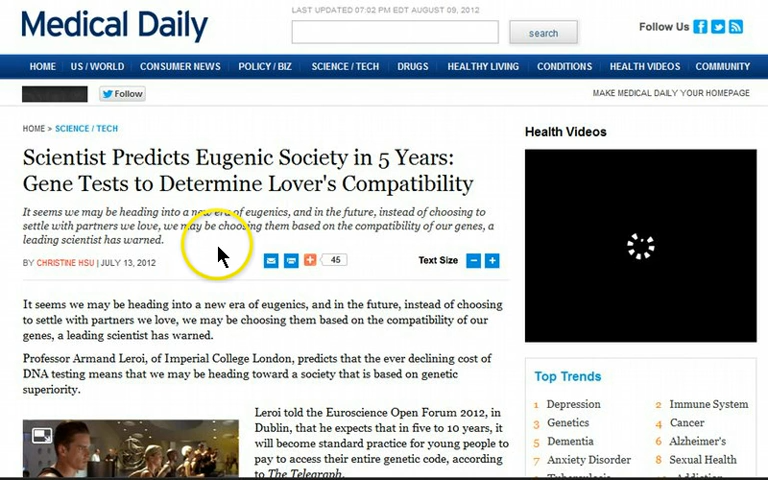 LAST UPDATED 07:02 PM EDT AUGUST 09, 2012
Medical Daily
search
Follow Us
HOME US / WORLD CONSUMER NEWS POLICY / BIZ SCIENCE / TECH DRUGS HEALTHY LIVING CONDITIONS HEALTH VIDEOS COMMUNITY
Follow
MAKE MEDICAL DAILY YOUR HOMEPAGE
HOME > SCIENCE / TECH
Scientist Predicts Eugenic Society in 5 Years:
Gene Tests to Determine Lover's Compatibility
It seems we may be heading into a new era of eugenics, and in the future, instead of choosing to
settle with partners we love, we may be choosing them based on the compatibility of our genes, a
leading scientist has warned.
BY CHRISTINE HSU | JULY 13, 2012
45
Text Size
It seems we may be heading into a new era of eugenics, and in the future, instead of choosing
to settle with partners we love, we may be choosing them based on the compatibility of our
genes, a leading scientist has warned.
Professor Armand Leroi, of Imperial College London, predicts that the ever declining cost of
DNA testing means that we may be heading toward a society that is based on genetic
superiority.
Leroi told the Euroscience Open Forum 2012, in
Dublin, that he expects that in five to 10 years, it
will become standard practice for young people to
pay to access their entire genetic code, according
to The Telegraph.
Health Videos
Top Trends
1 Depression 2 Immune System
3 Genetics 4 Cancer
5 Dementia 6 Alzheimer's
7 Anxiety Disorder 8 Sexual Health